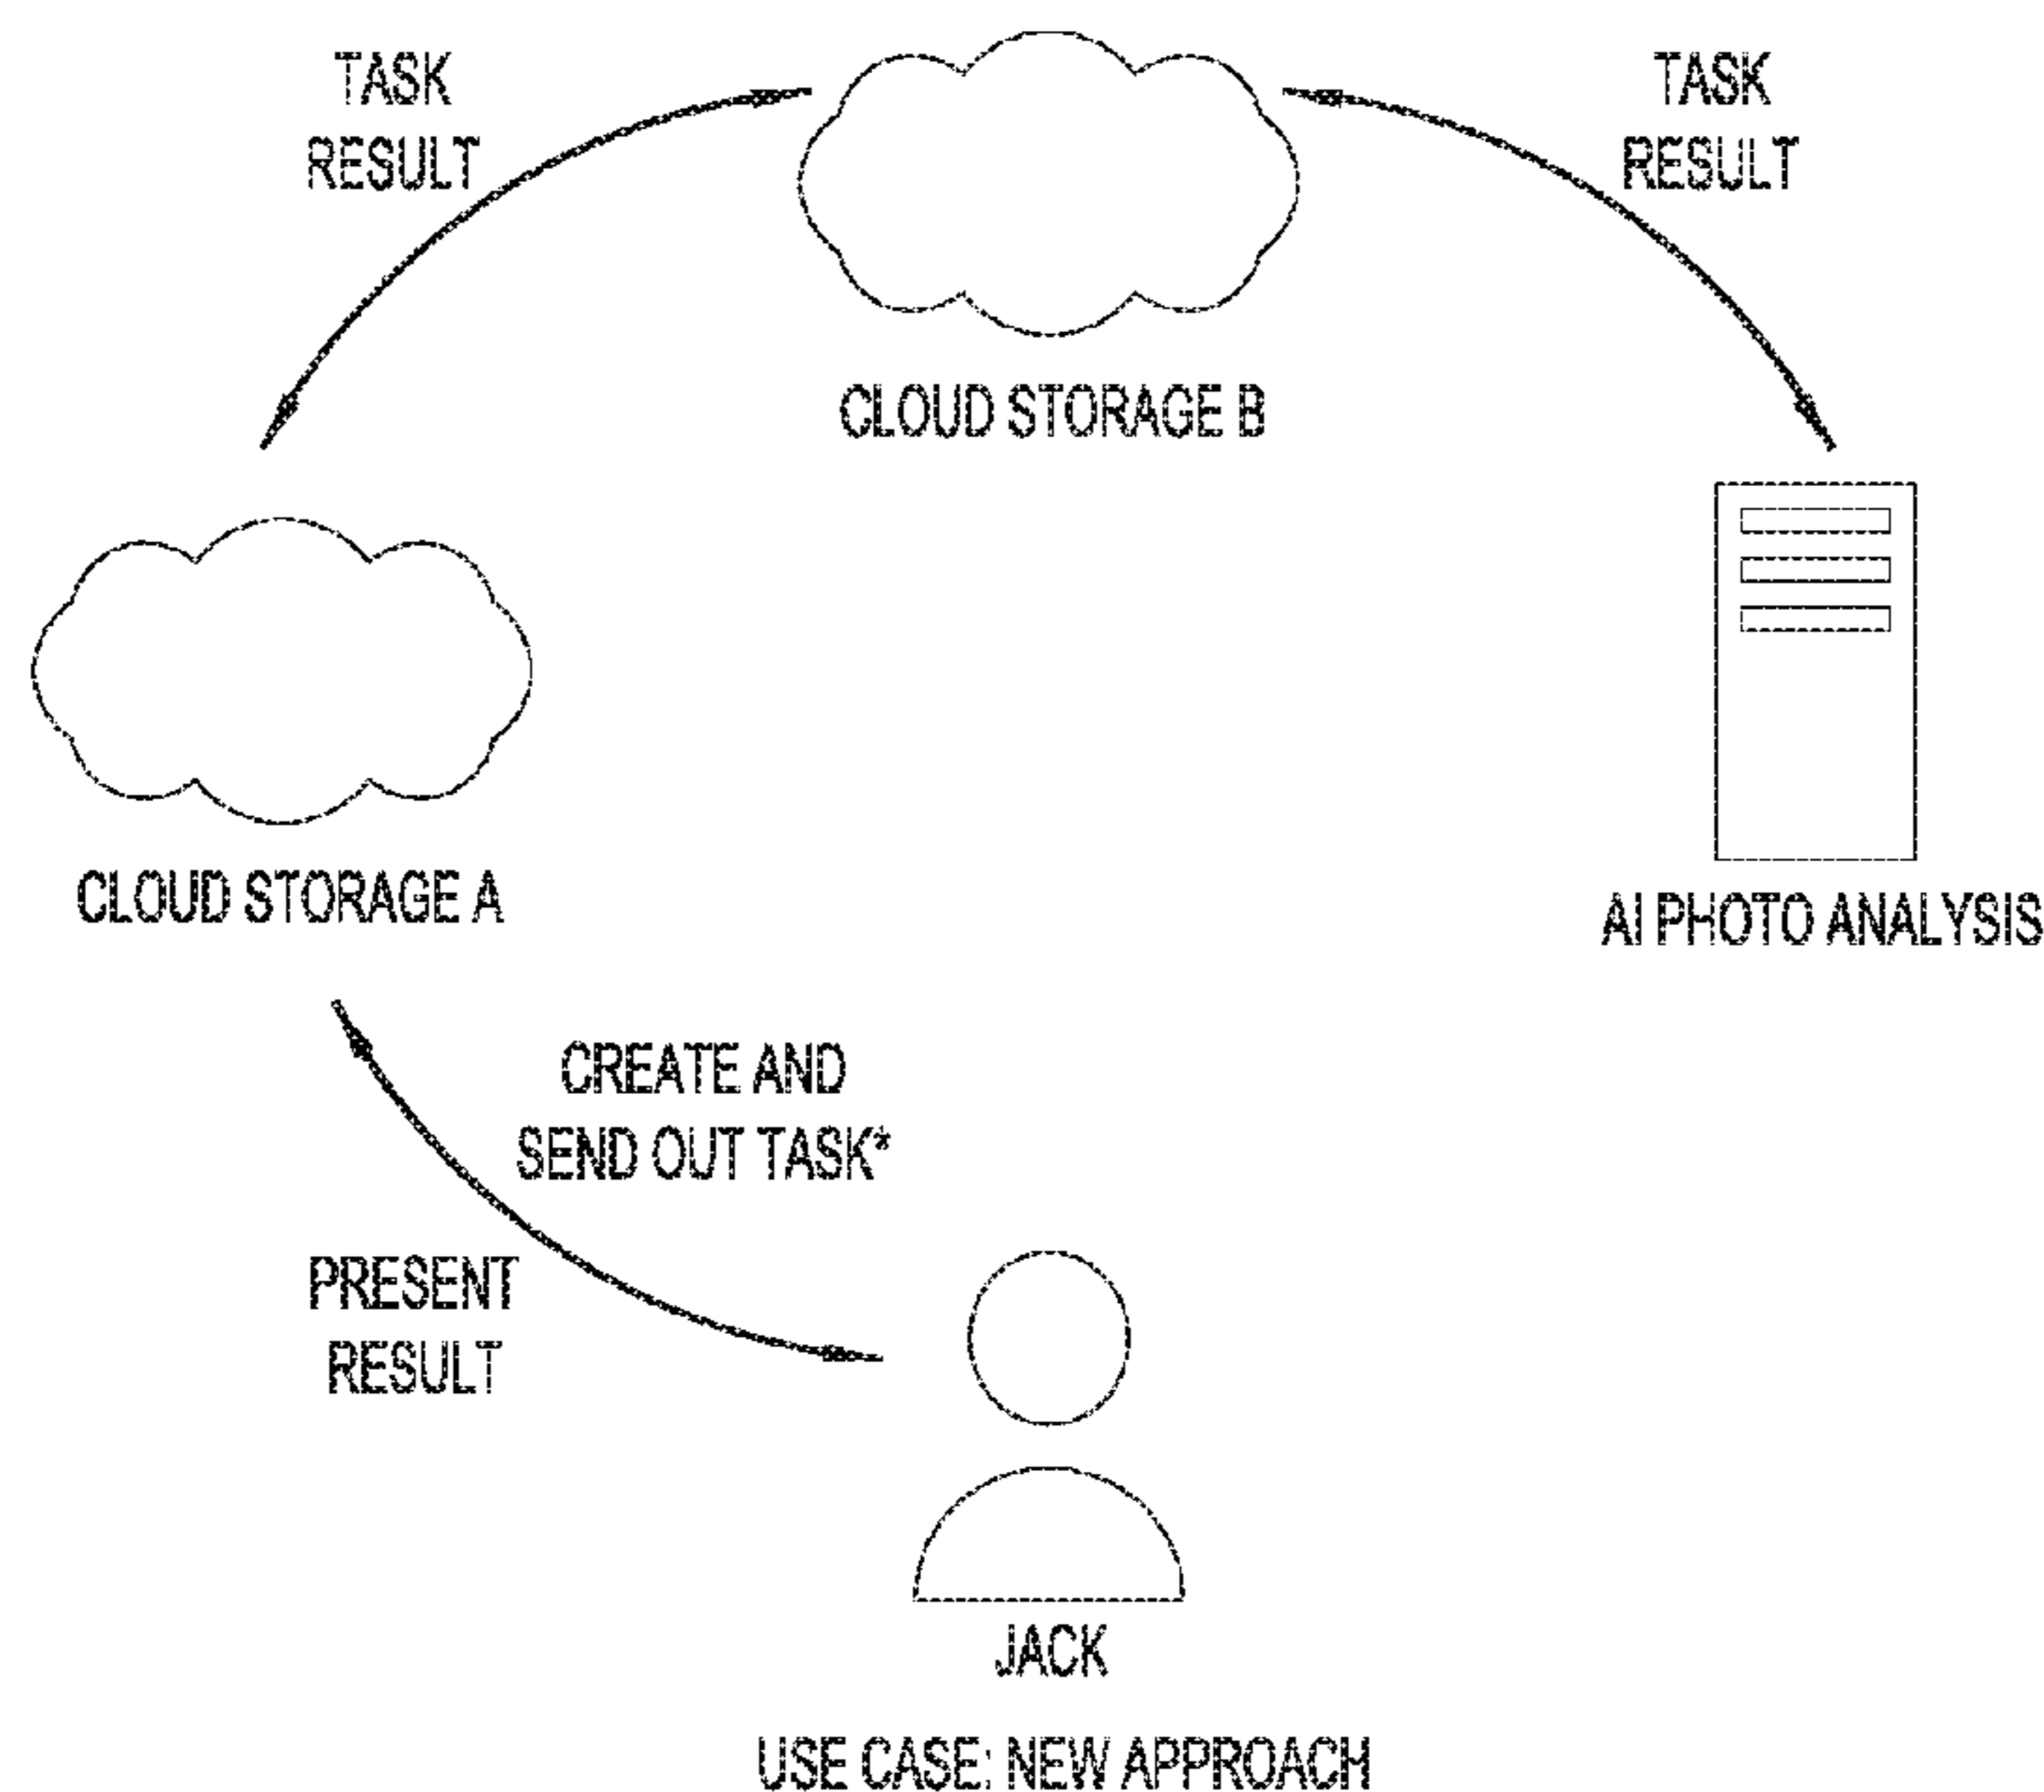 TASK
RESULT
TASK
RESULT
CLOUD STORAGE B
CLOUD STORAGE A
AI PHOTO ANALYSIS
CREATE AND
SEND OUT TASK*
PRESENT
RESULT
JACK
USE CASE: NEW APPROACH